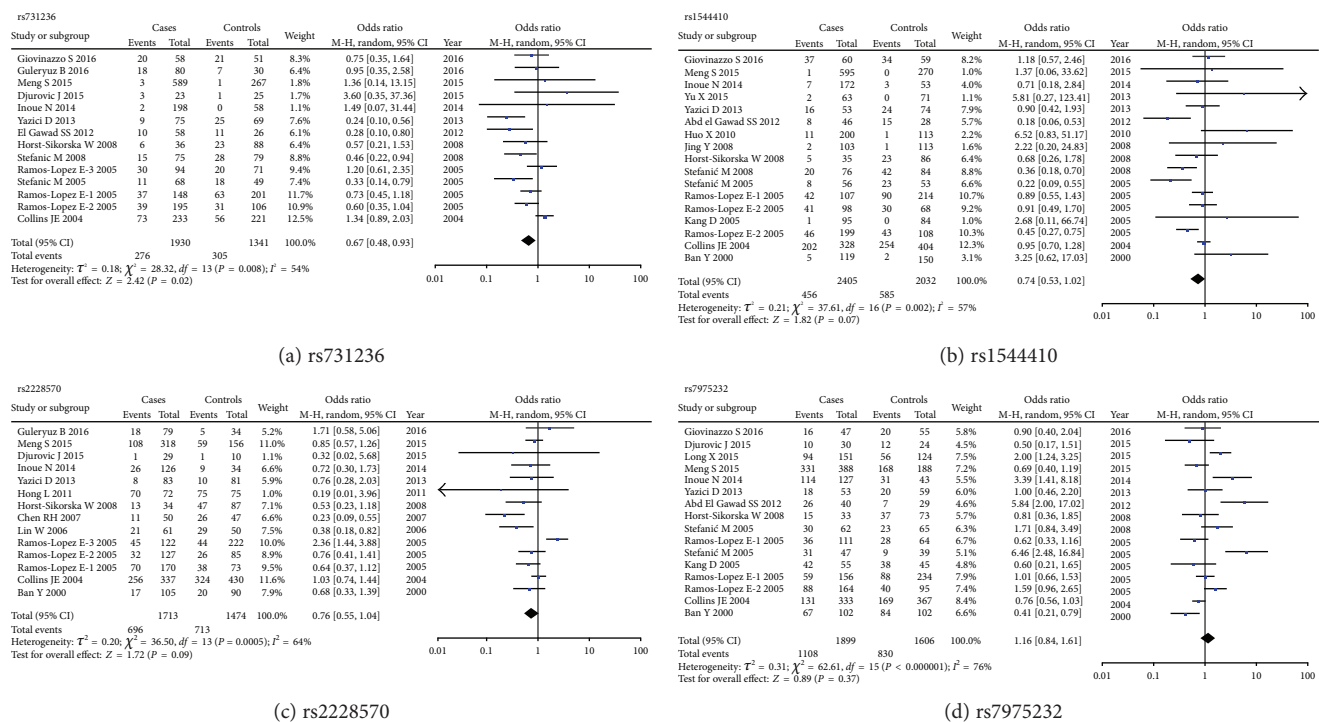 rs731236
Cases Controls Odds ratio Odds ratio
Study or subgroup Events Total Events Total Weight M-H, random, 95% CI Year M-H, random, 95% CI
Giovinazzo S 2016 20 58 21 51 8.3% 0.75 [0.35, 1.64] 2016
Guleryuz B 2016 18 80 7 30 6.2% 0.95 [0.35, 2.58] 2016
Meng S 2015 3 589 1 267 1.9% 1.36 [0.14, 13.15] 2015
Djurovic J 2015 3 23 1 25 1.8% 3.60 [0.35, 37.36] 2015
Inoue N 2014 2 198 0 58 1.1% 1.49 [0.07, 31.44] 2014
Yazici D 2013 9 75 25 69 7.6% 0.24 [0.10, 0.56] 2013
El Gawad SS 2012 10 58 11 26 5.9% 0.28 [0.10, 0.80] 2012
Horst-Sikorska W 2008 6 36 23 88 6.3% 0.57 [0.21, 1.53] 2008
Stefanic M 2008 15 75 28 79 8.7% 0.46 [0.22, 0.94] 2008
Ramos-Lopez E-3 2005 30 94 20 71 9.3% 1.20 [0.61, 2.35] 2005
Stefanic M 2005 11 68 18 49 7.3% 0.33 [0.14, 0.79] 2005
Ramos-Lopez E-1 2005 37 148 63 201 12.1% 0.73 [0.45, 1.18] 2005
Ramos-Lopez E-2 2005 39 195 31 106 10.9% 0.60 [0.35, 1.04] 2005
Collins JE 2004 73 233 56 221 12.5% 1.34 [0.89, 2.03] 2004
Total (95% CI) 1930 1341 100.0% 0.67 [0.48, 0.93]
Total events 276 305
Heterogeneity: τ² = 0.18; χ² = 28.32, df = 13 (P = 0.008); I² = 54%
Test for overall effect: Z = 2.42 (P = 0.02)
0.01 0.1 1 10 100
(a) rs731236
rs1544410
Cases Controls Odds ratio Odds ratio
Study or subgroup Events Total Events Total Weight M-H, random, 95% CI Year M-H, random, 95% CI
Giovinazzo S 2016 37 60 34 59 8.2% 1.18 [0.57, 2.46] 2016
Meng S 2015 1 595 0 270 1.0% 1.37 [0.06, 33.62] 2015
Inoue N 2014 7 172 3 53 4.0% 0.71 [0.18, 2.84] 2014
Yu X 2015 2 63 0 71 1.1% 5.81 [0.27, 123.41] 2013
Yazici D 2013 16 53 24 74 7.9% 0.90 [0.42, 1.93] 2013
Abd el Gawad SS 2012 8 46 15 28 5.7% 0.18 [0.06, 0.53] 2012
Huo X 2010 11 200 1 113 2.2% 6.52 [0.83, 51.17] 2010
Jing Y 2008 2 103 1 113 1.7% 2.22 [0.20, 24.83] 2008
Horst-Sikorska W 2008 5 35 23 86 5.9% 0.68 [0.26, 1.78] 2008
Stefanić M 2008 20 76 42 84 8.8% 0.36 [0.18, 0.70] 2008
Stefanić M 2005 8 56 23 53 6.6% 0.22 [0.09, 0.55] 2005
Ramos-Lopez E-1 2005 42 107 90 214 10.9% 0.89 [0.55, 1.43] 2005
Ramos-Lopez E-2 2005 41 98 30 68 9.3% 0.91 [0.49, 1.70] 2005
Kang D 2005 1 95 0 84 1.0% 2.68 [0.11, 66.74] 2005
Ramos-Lopez E-2 2005 46 199 43 108 10.3% 0.45 [0.27, 0.75] 2005
Collins JE 2004 202 328 254 404 12.3% 0.95 [0.70, 1.28] 2004
Ban Y 2000 5 119 2 150 3.1% 3.25 [0.62, 17.03] 2000
Total (95% CI) 2405 2032 100.0% 0.74 [0.53, 1.02]
Total events 456 585
Heterogeneity: τ² = 0.21; χ² = 37.61, df = 16 (P = 0.002); I² = 57%
Test for overall effect: Z = 1.82 (P = 0.07)
0.01 0.1 1 10 100
(b) rs1544410
rs2228570
Cases Controls Odds ratio Odds ratio
Study or subgroup Events Total Events Total Weight M-H, random, 95% CI Year M-H, random, 95% CI
Guleryuz B 2016 18 79 5 34 5.2% 1.71 [0.58, 5.06] 2016
Meng S 2015 108 318 59 156 11.0% 0.85 [0.57, 1.26] 2015
Djurovic J 2015 1 29 1 10 1.1% 0.32 [0.02, 5.68] 2015
Inoue N 2014 26 126 9 34 6.8% 0.72 [0.30, 1.73] 2014
Yazici D 2013 8 83 10 81 5.7% 0.76 [0.28, 2.03] 2013
Hong L 2011 70 72 75 75 1.0% 0.19 [0.01, 3.96] 2011
Horst-Sikorska W 2008 13 34 47 87 7.3% 0.53 [0.23, 1.18] 2008
Chen RH 2007 11 50 26 47 6.6% 0.23 [0.09, 0.55] 2007
Lin W 2006 21 61 29 50 7.6% 0.38 [0.18, 0.82] 2006
Ramos-Lopez E-3 2005 45 122 44 222 10.1% 2.36 [1.44, 3.88] 2005
Ramos-Lopez E-2 2005 32 127 26 85 9.0% 0.76 [0.41, 1.41] 2005
Ramos-Lopez E-1 2005 70 170 38 73 9.5% 0.64 [0.37, 1.12] 2005
Collins JE 2004 256 337 324 430 11.6% 1.03 [0.74, 1.44] 2004
Ban Y 2000 17 105 20 90 7.9% 0.68 [0.33, 1.39] 2000
Total (95% CI) 1713 1474 100.0% 0.76 [0.55, 1.04]
Total events 696 713
Heterogeneity: τ² = 0.20; χ² = 36.50, df = 13 (P = 0.0005); I² = 64%
Test for overall effect: Z = 1.72 (P = 0.09)
0.01 0.1 1 10 100
(c) rs2228570
rs7975232
Cases Controls Odds ratio Odds ratio
Study or subgroup Events Total Events Total Weight M-H, random, 95% CI Year M-H, random, 95% CI
Giovinazzo S 2016 16 47 20 55 5.8% 0.90 [0.40, 2.04] 2016
Djurovic J 2015 10 30 12 24 4.4% 0.50 [0.17, 1.51] 2015
Long X 2015 94 151 56 124 7.6% 2.00 [1.24, 3.25] 2015
Meng S 2015 331 388 168 188 7.2% 0.69 [0.40, 1.19] 2015
Inoue N 2014 114 127 31 43 5.3% 3.39 [1.41, 8.18] 2014
Yazici D 2013 18 53 20 59 6.0% 1.00 [0.46, 2.20] 2013
Abd El Gawad SS 2012 26 40 7 29 4.5% 5.84 [2.00, 17.02] 2012
Horst-Sikorska W 2008 15 33 37 73 5.7% 0.81 [0.36, 1.85] 2008
Stefanić M 2005 30 62 23 65 6.3% 1.71 [0.84, 3.49] 2008
Ramos-Lopez E-1 2005 36 111 28 64 6.8% 0.62 [0.33, 1.16] 2005
Stefanić M 2005 31 47 9 39 5.0% 6.46 [2.48, 16.84] 2005
Kang D 2005 42 55 38 45 4.7% 0.60 [0.21, 1.65] 2005
Ramos-Lopez E-1 2005 59 156 88 234 7.9% 1.01 [0.66, 1.53] 2005
Ramos-Lopez E-2 2005 88 164 40 95 7.4% 1.59 [0.96, 2.65] 2005
Collins JE 2004 131 333 169 367 8.5% 0.76 [0.56, 1.03] 2004
Ban Y 2000 67 102 84 102 6.7% 0.41 [0.21, 0.79] 2000
Total (95% CI) 1899 1606 100.0% 1.16 [0.84, 1.61]
Total events 1108 830
Heterogeneity: τ² = 0.31; χ² = 62.61, df = 15 (P < 0.000001); I² = 76%
Test for overall effect: Z = 0.89 (P = 0.37)
0.01 0.1 1 10 100
(d) rs7975232